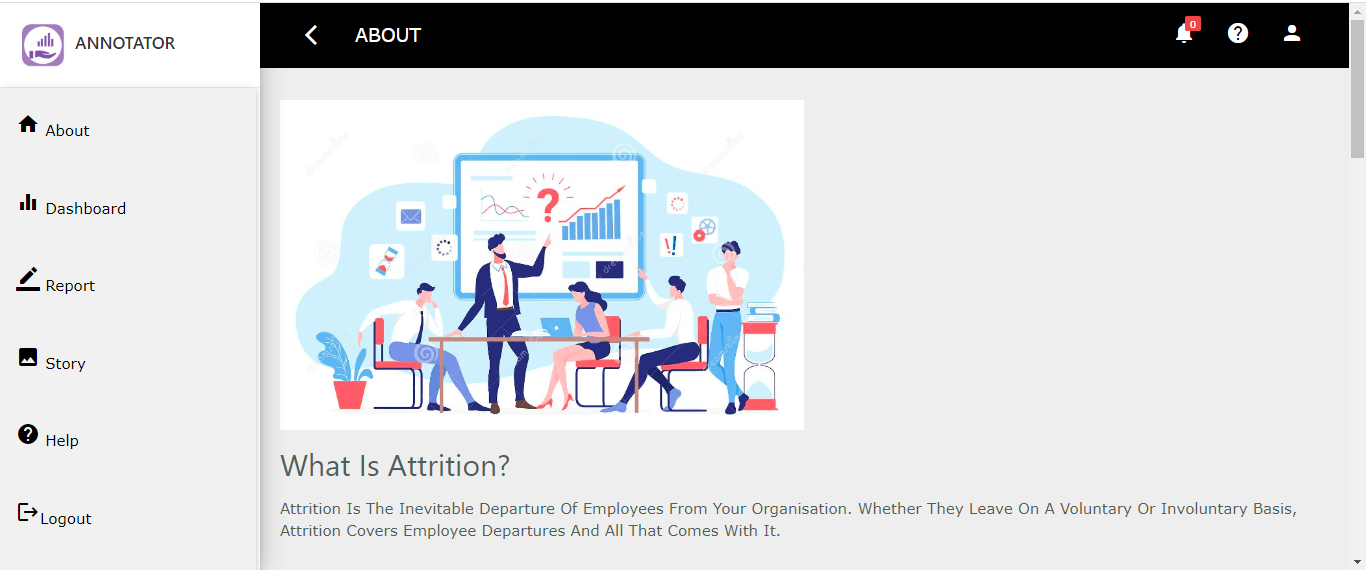 ANNOTATOR
ABOUT
0
About
Dashboard
Report
Story
Help
Logout
?
!!
What Is Attrition?
Attrition Is The Inevitable Departure Of Employees From Your Organisation. Whether They Leave On A Voluntary Or Involuntary Basis,
Attrition Covers Employee Departures And All That Comes With It.